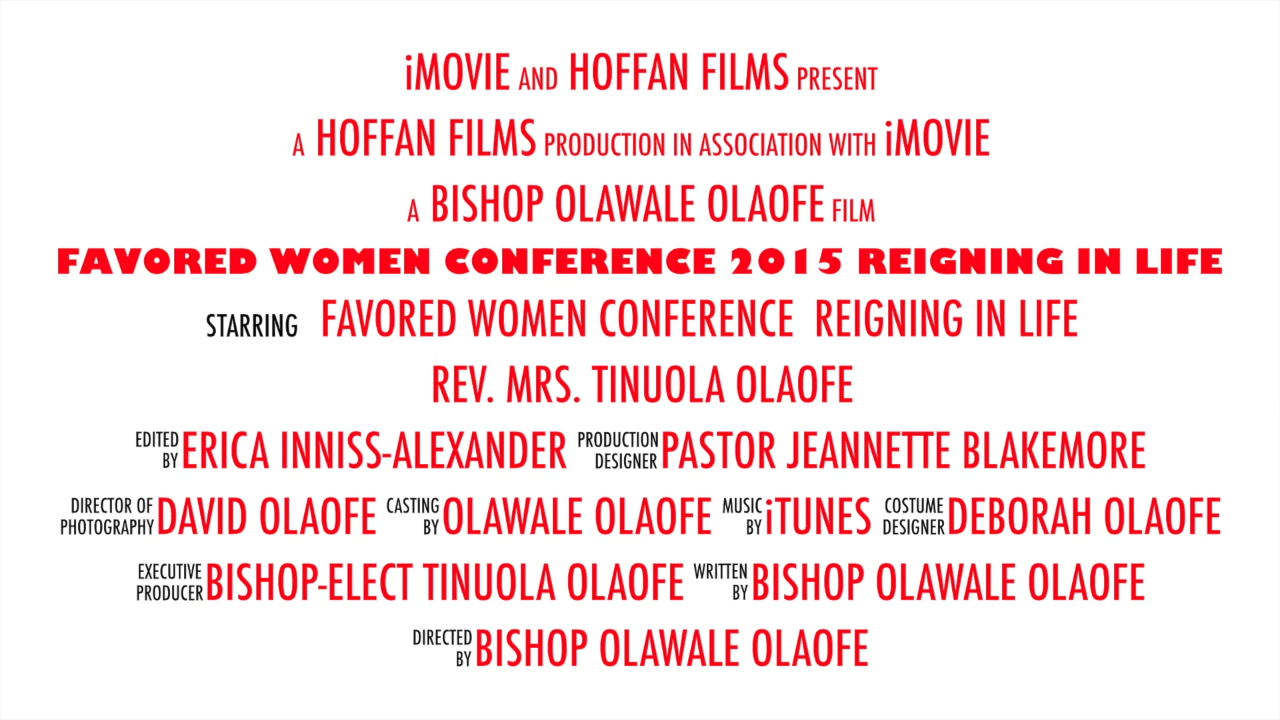 iMOVIE AND HOFFAN FILMS PRESENT
A HOFFAN FILMS PRODUCTION IN ASSOCIATION WITH iMOVIE
A BISHOP OLAWALE OLAOFE FILM
FAVORED WOMEN CONFERENCE 2015 REIGNING IN LIFE
STARRING FAVORED WOMEN CONFERENCE REIGNING IN LIFE
REV. MRS. TINUOLA OLAOFE
EDITED BY ERICA INNISS-ALEXANDER PRODUCTION DESIGNER PASTOR JEANNETTE BLAKEMORE
DIRECTOR OF PHOTOGRAPHY DAVID OLAOFE CASTING BY OLAWALE OLAOFE MUSIC BY iTUNES COSTUME DESIGNER DEBORAH OLAOFE
EXECUTIVE PRODUCER BISHOP-ELECT TINUOLA OLAOFE WRITTEN BY BISHOP OLAWALE OLAOFE
DIRECTED BY BISHOP OLAWALE OLAOFE